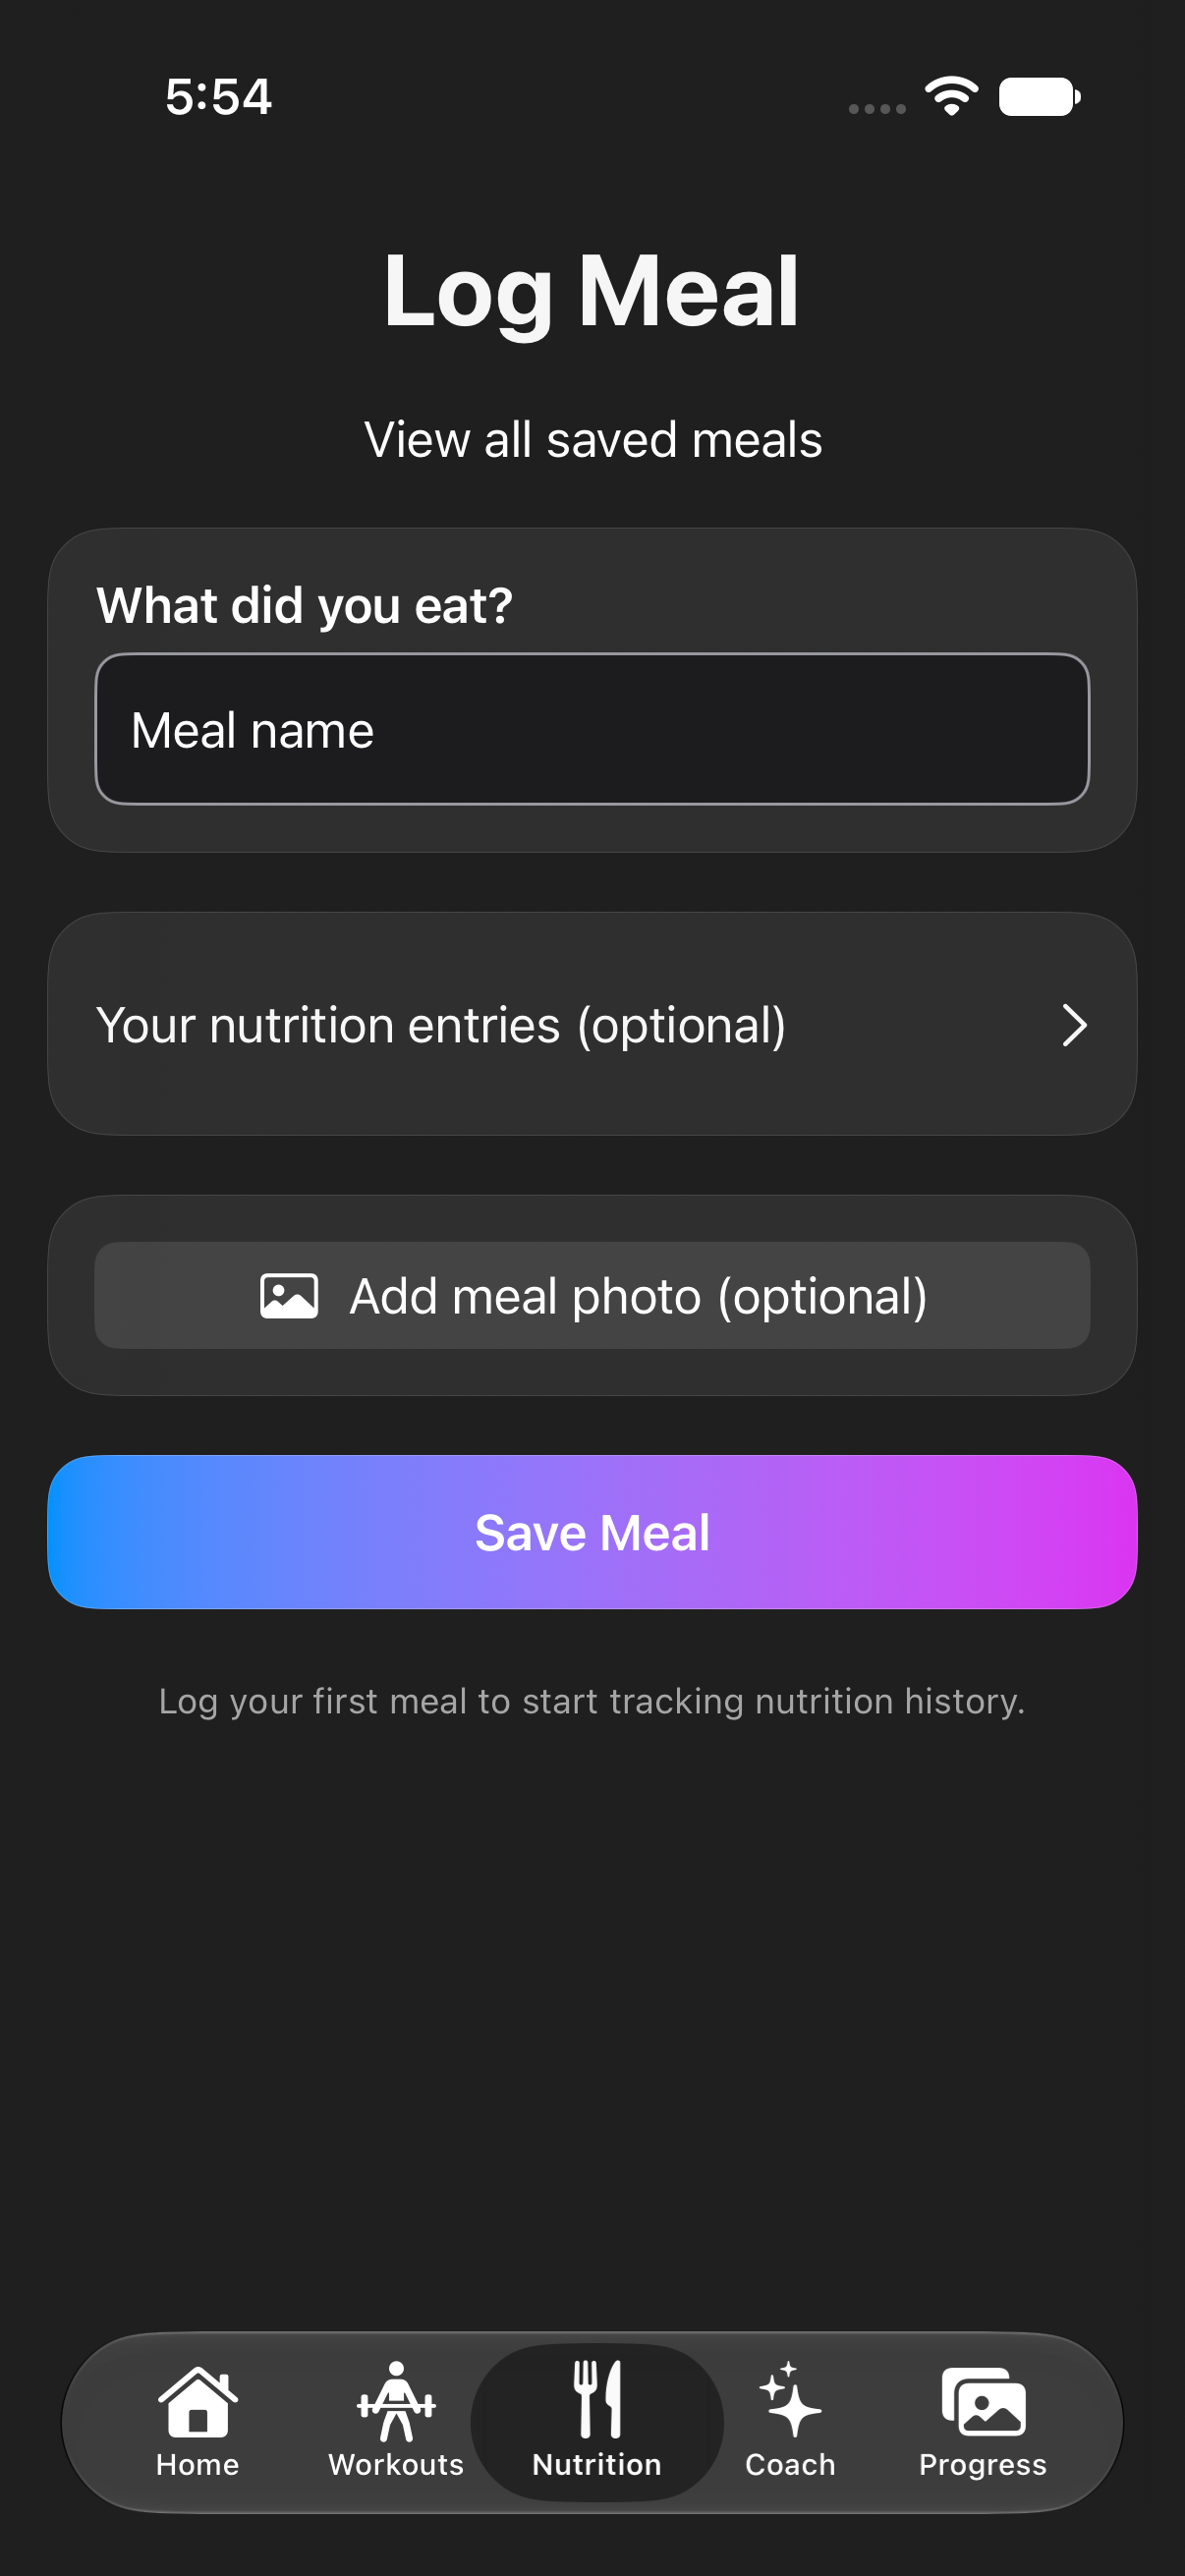 5:54
Log Meal
View all saved meals
What did you eat?
Meal name
Your nutrition entries (optional)
Add meal photo (optional)
Save Meal
Log your first meal to start tracking nutrition history.
Home
Workouts
Nutrition
Coach
Progress